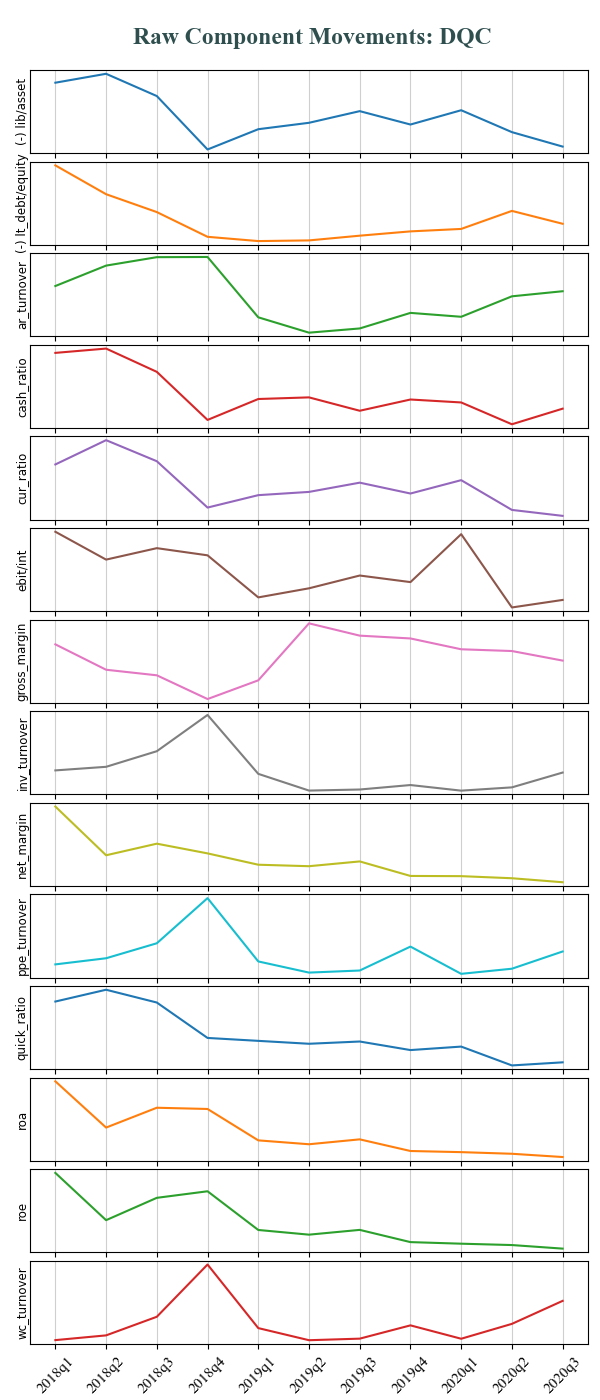 Raw Component Movements: DQC
(-) lib/asset
(-) lt_debt/equity
ar_turnover
cash_ratio
cur_ratio
ebit/int
gross_margin
inv_turnover
net_margin
ppe_turnover
quick_ratio
roa
roe
wc_turnover
2018q1 2018q2 2018q3 2018q4 2019q1 2019q2 2019q3 2019q4 2020q1 2020q2 2020q3